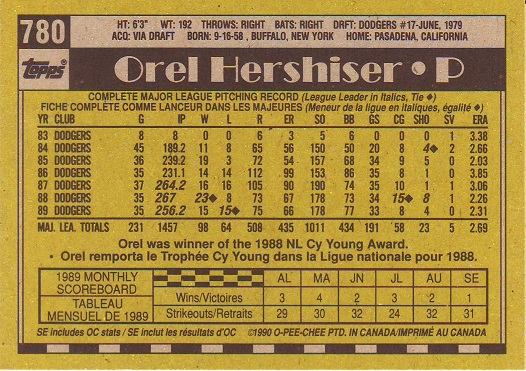 780 HT: 6'3" WT: 192 THROWS: RIGHT BATS: RIGHT DRFT: DODGERS #17-JUNE, 1979
ACQ: VIA DRAFT BORN: 9-16-58, BUFFALO, NEW YORK HOME: PASADENA, CALIFORNIA
Topps Orel Hershiser • P
COMPLETE MAJOR LEAGUE PITCHING RECORD (League Leader in Italics, Tie ◆)
FICHE COMPLÈTE COMME LANCEUR DANS LES MAJEURES (Meneur de la ligue en italiques, égalité ◆)
YR CLUB G IP W L R ER SO BB GS CG SHO SV ERA
83 DODGERS 8 8 0 0 6 3 5 6 0 0 0 1 3.38
84 DODGERS 45 189.2 11 8 65 56 150 50 20 8 4◆ 2 2.66
85 DODGERS 36 239.2 19 3 72 54 157 68 34 9 5 0 2.03
86 DODGERS 35 231.1 14 14 112 99 153 86 35 8 1 0 3.85
87 DODGERS 37 264.2 16 16 105 90 190 74 35 10 1 1 3.06
88 DODGERS 35 267 23◆ 8 73 67 178 73 34 15◆ 8 1 2.26
89 DODGERS 35 256.2 15 15◆ 75 66 178 77 33 8 4 0 2.31
MAJ. LEA. TOTALS 231 1457 98 64 508 435 1011 434 191 58 23 5 2.69
Orel was winner of the 1988 NL Cy Young Award.
• Orel remporta le Trophée Cy Young dans la Ligue nationale pour 1988.
1989 MONTHLY SCOREBOARD
TABLEAU MENSUEL DE 1989
AL MA JN JL AU SE
Wins/Victoires 3 4 2 3 2 1
Strikeouts/Retraits 29 30 32 24 32 31
SE includes OC stats / SE inclut les résultats d'OC ©1990 O-PEE-CHEE PTD. IN CANADA/IMPRIMÉ AU CANADA